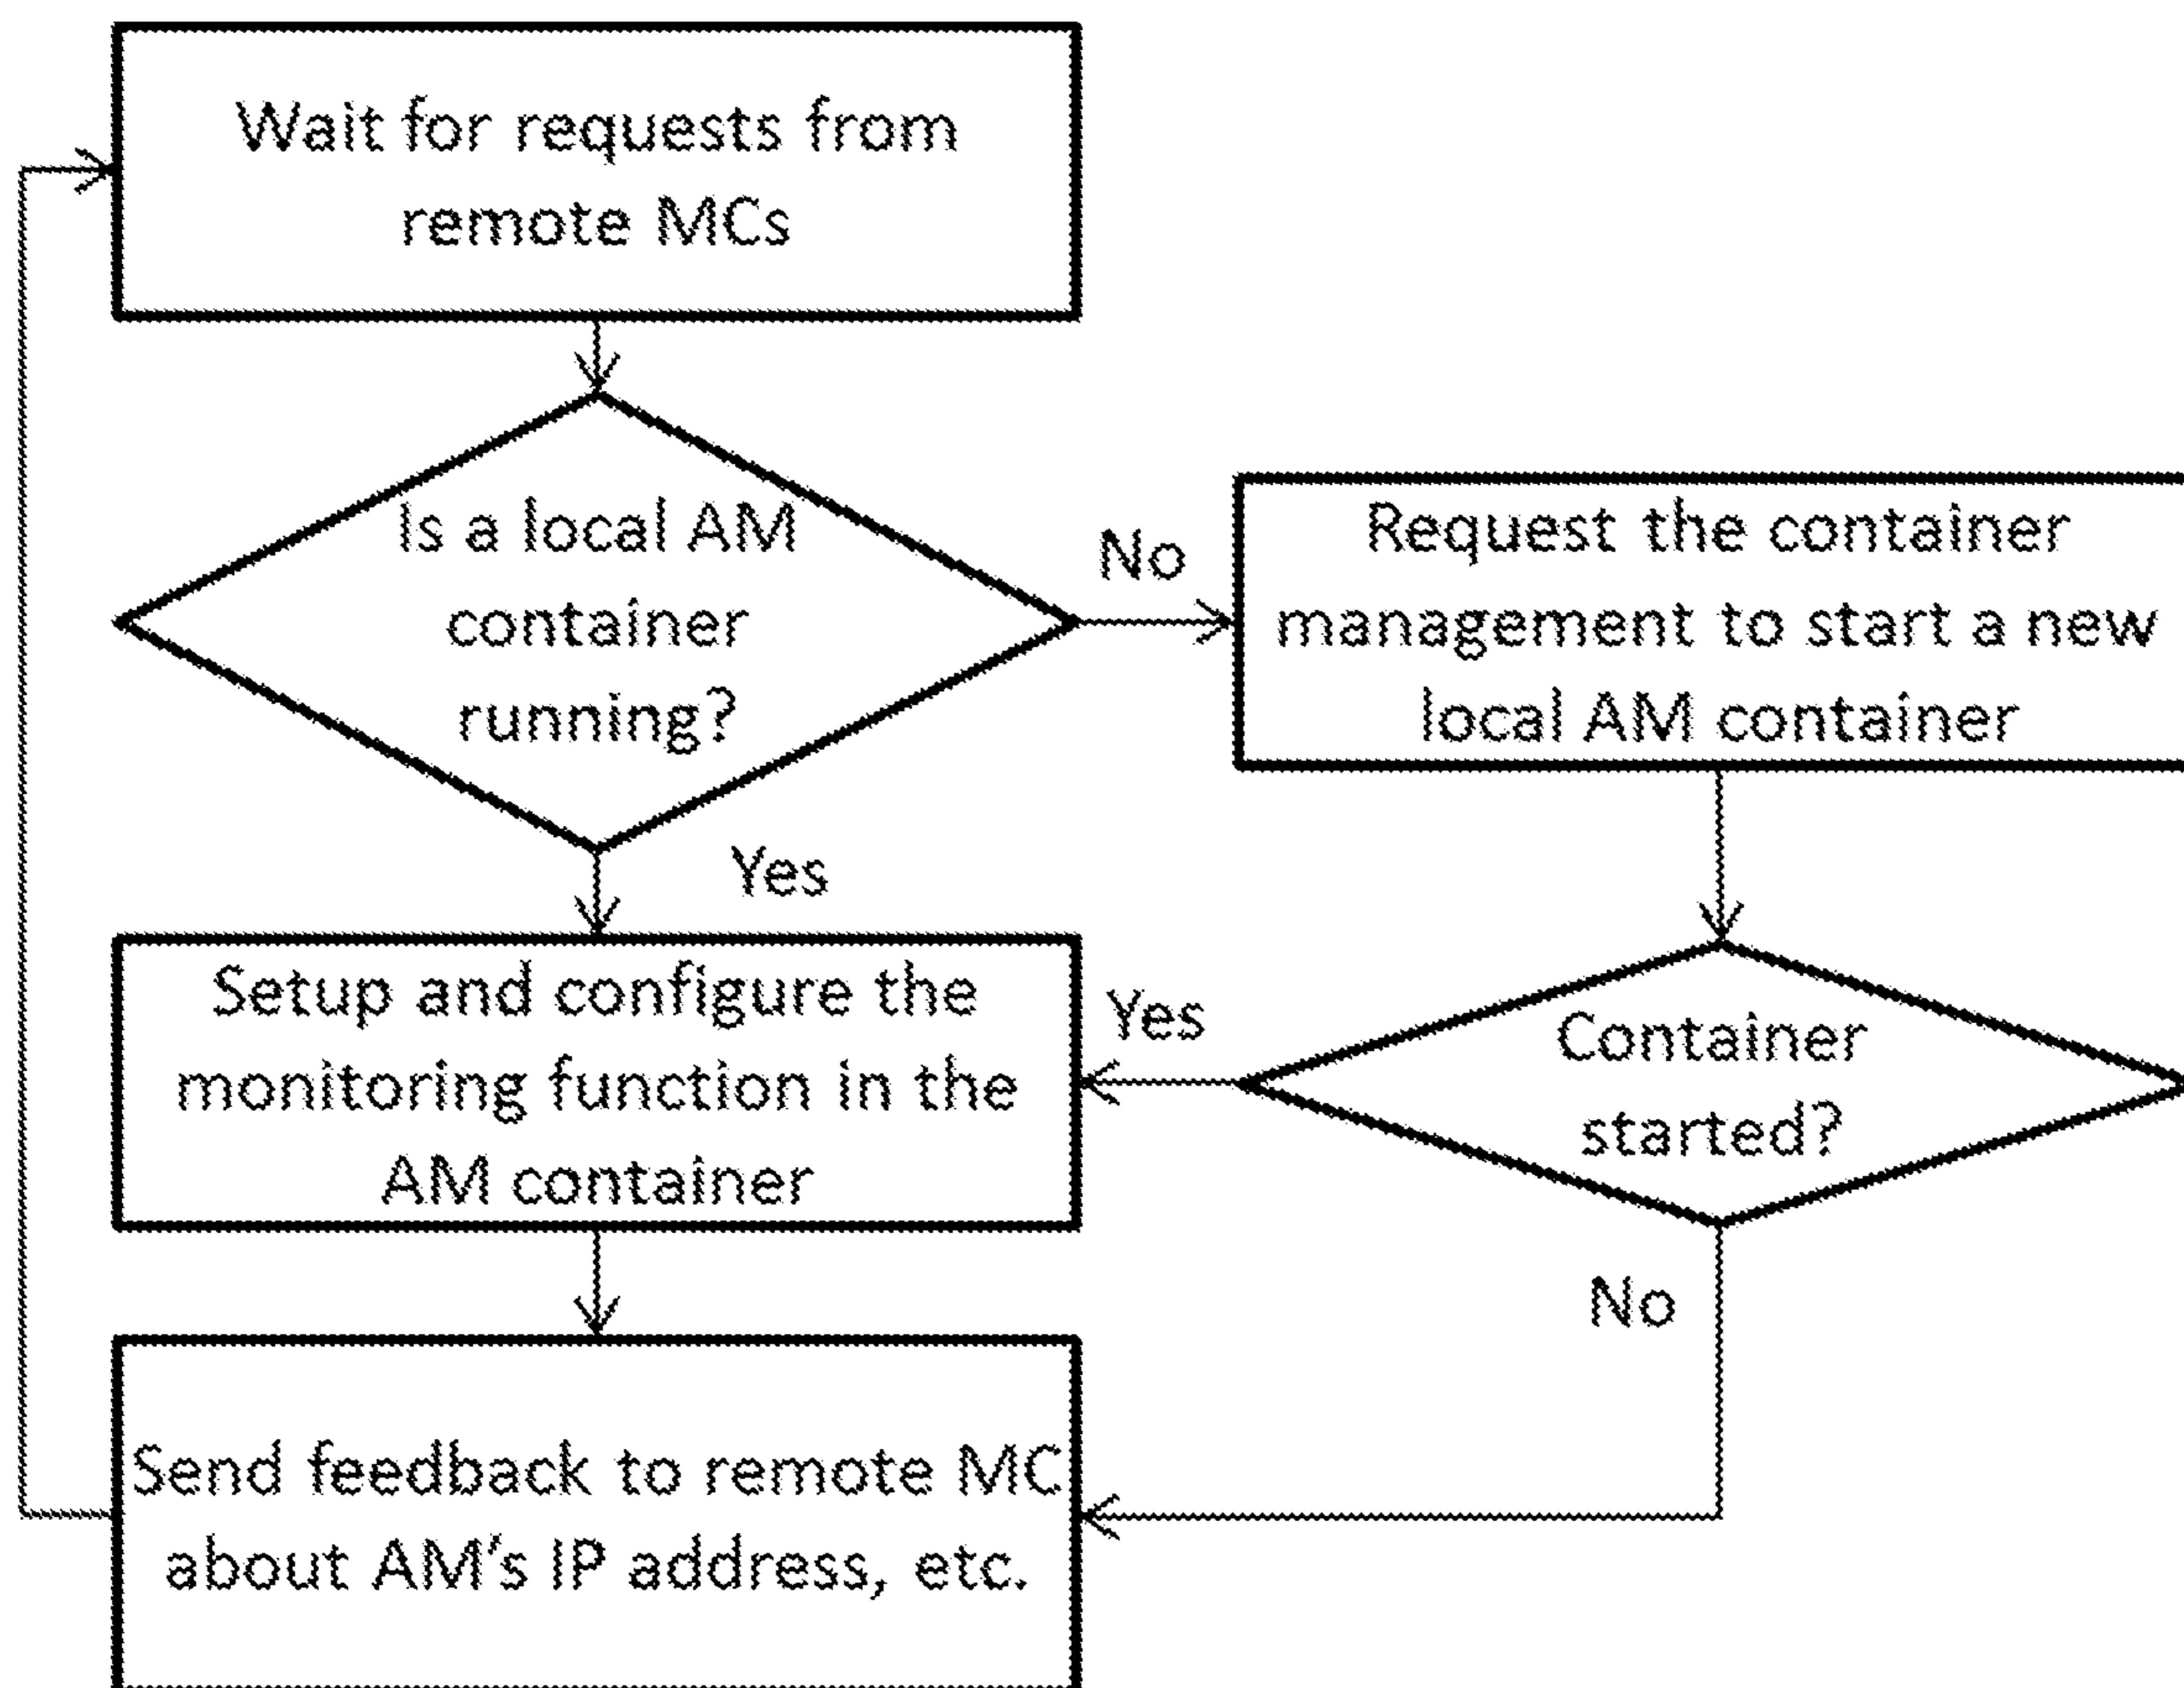 Wait for requests from
remote MCs
Is a local AM
container
running?
No
Request the container
management to start a new
local AM container
Yes
Setup and configure the
monitoring function in the
AM container
Yes
Container
started?
No
Send feedback to remote MC
about AM's IP address, etc.